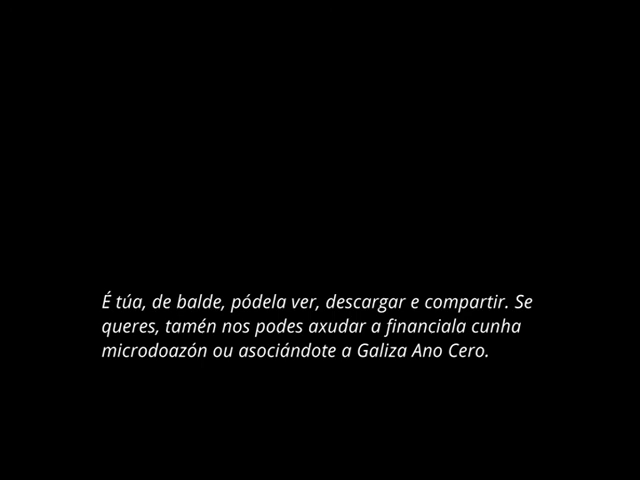 É túa, de balde, pódela ver, descargar e compartir. Se
queres, tamén nos podes axudar a financiala cunha
microdoazón ou asociándote a Galiza Ano Cero.